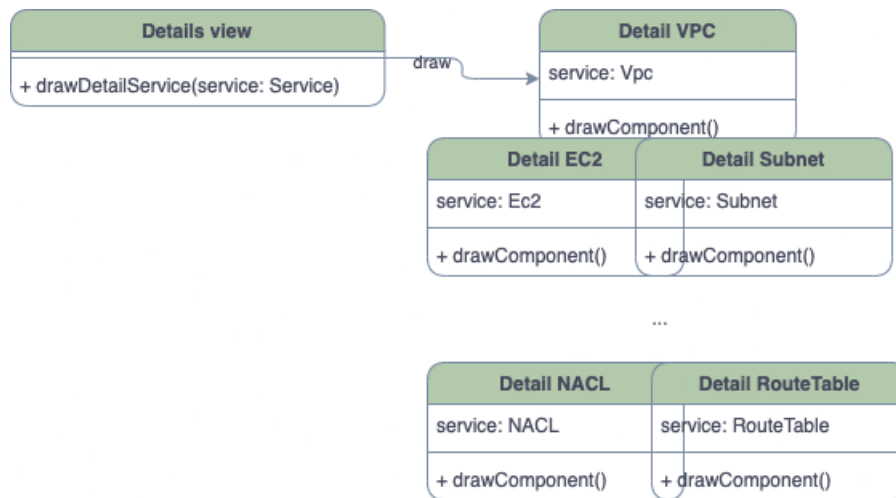 Details view
+ drawDetailService(service: Service)
draw
Detail VPC
service: Vpc
+ drawComponent()
Detail EC2
service: Ec2
+ drawComponent()
Detail Subnet
service: Subnet
+ drawComponent()
...
Detail NACL
service: NACL
+ drawComponent()
Detail RouteTable
service: RouteTable
+ drawComponent()